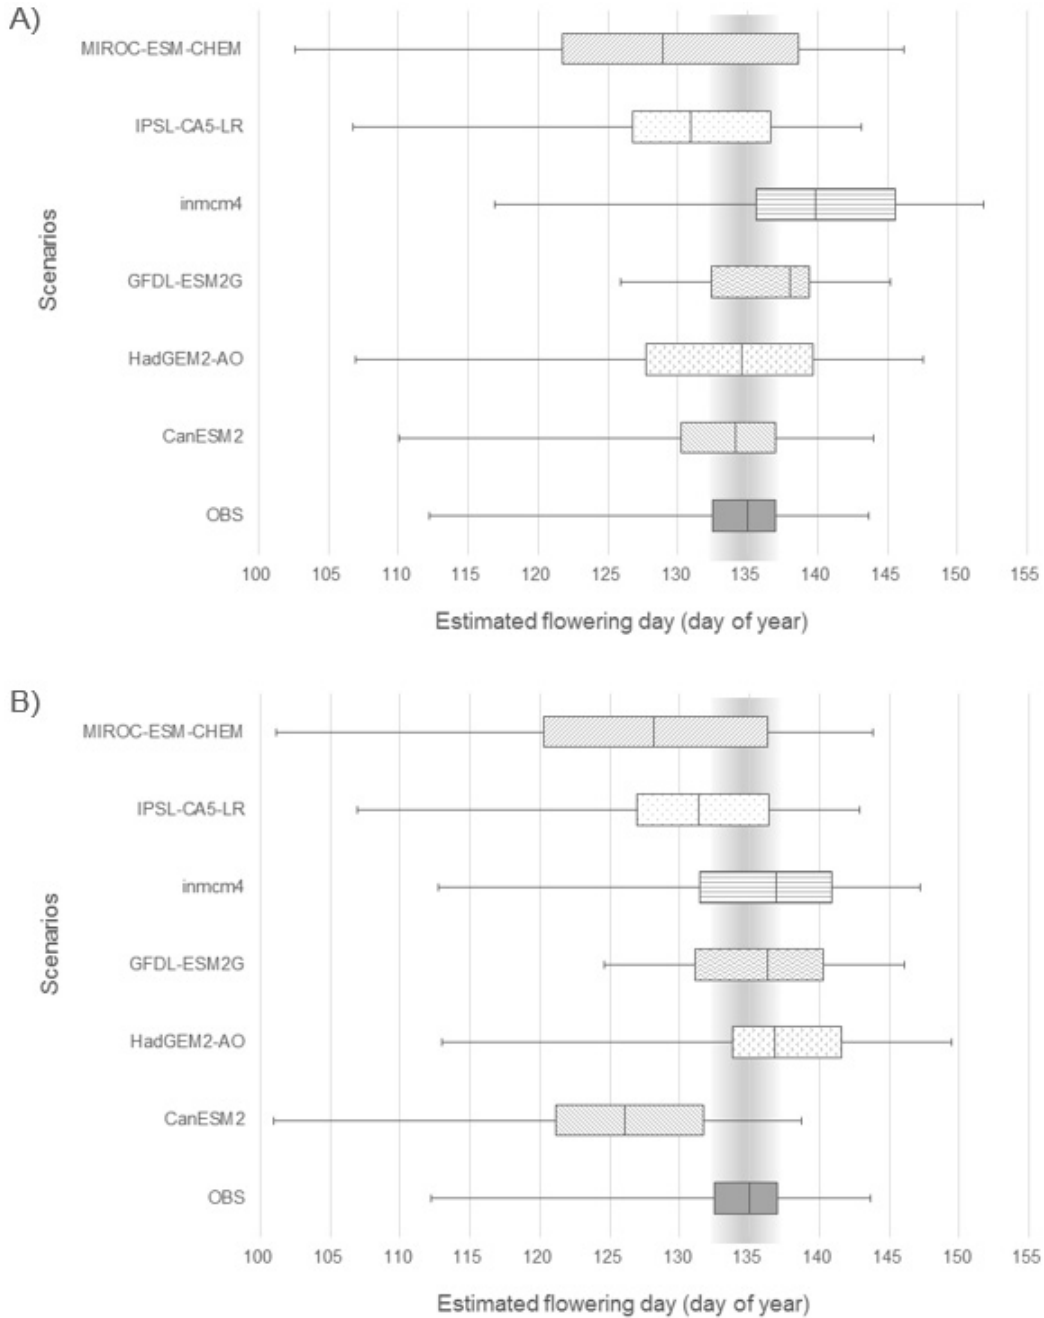 A)
MIROC-ESM-CHEM
IPSL-CA5-LR
inmcm4
GFDL-ESM2G
HadGEM2-AO
CanESM2
OBS
Scenarios
100 105 110 115 120 125 130 135 140 145 150 155
Estimated flowering day (day of year)
B)
MIROC-ESM-CHEM
IPSL-CA5-LR
inmcm4
GFDL-ESM2G
HadGEM2-AO
CanESM2
OBS
Scenarios
100 105 110 115 120 125 130 135 140 145 150 155
Estimated flowering day (day of year)